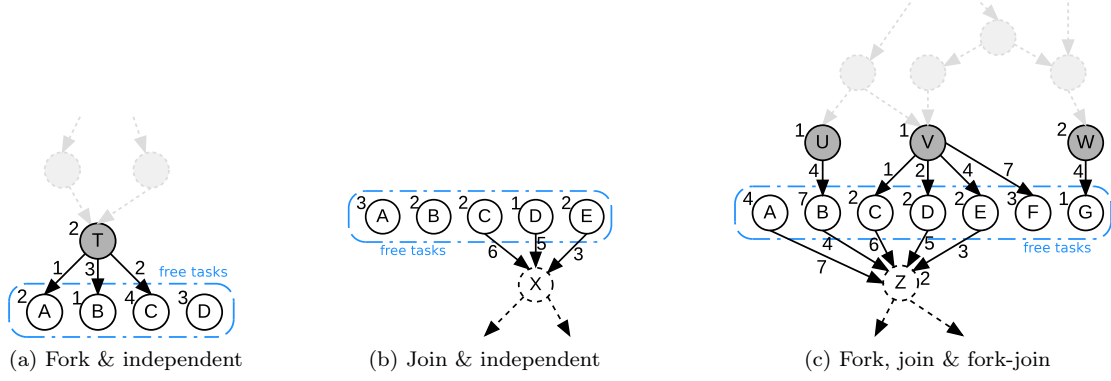 1 U 1 V 2 W
4 1 2 4 7 4
2 T
1 3 2
free tasks
2 A 1 B 4 C 3 D
(a) Fork & independent
3 A 2 B 2 C 1 D 2 E
free tasks
6 5 3
X
(b) Join & independent
4 A 7 B 2 C 2 D 2 E 3 F 1 G
free tasks
7 4 6 5 3
Z 2
(c) Fork, join & fork-join